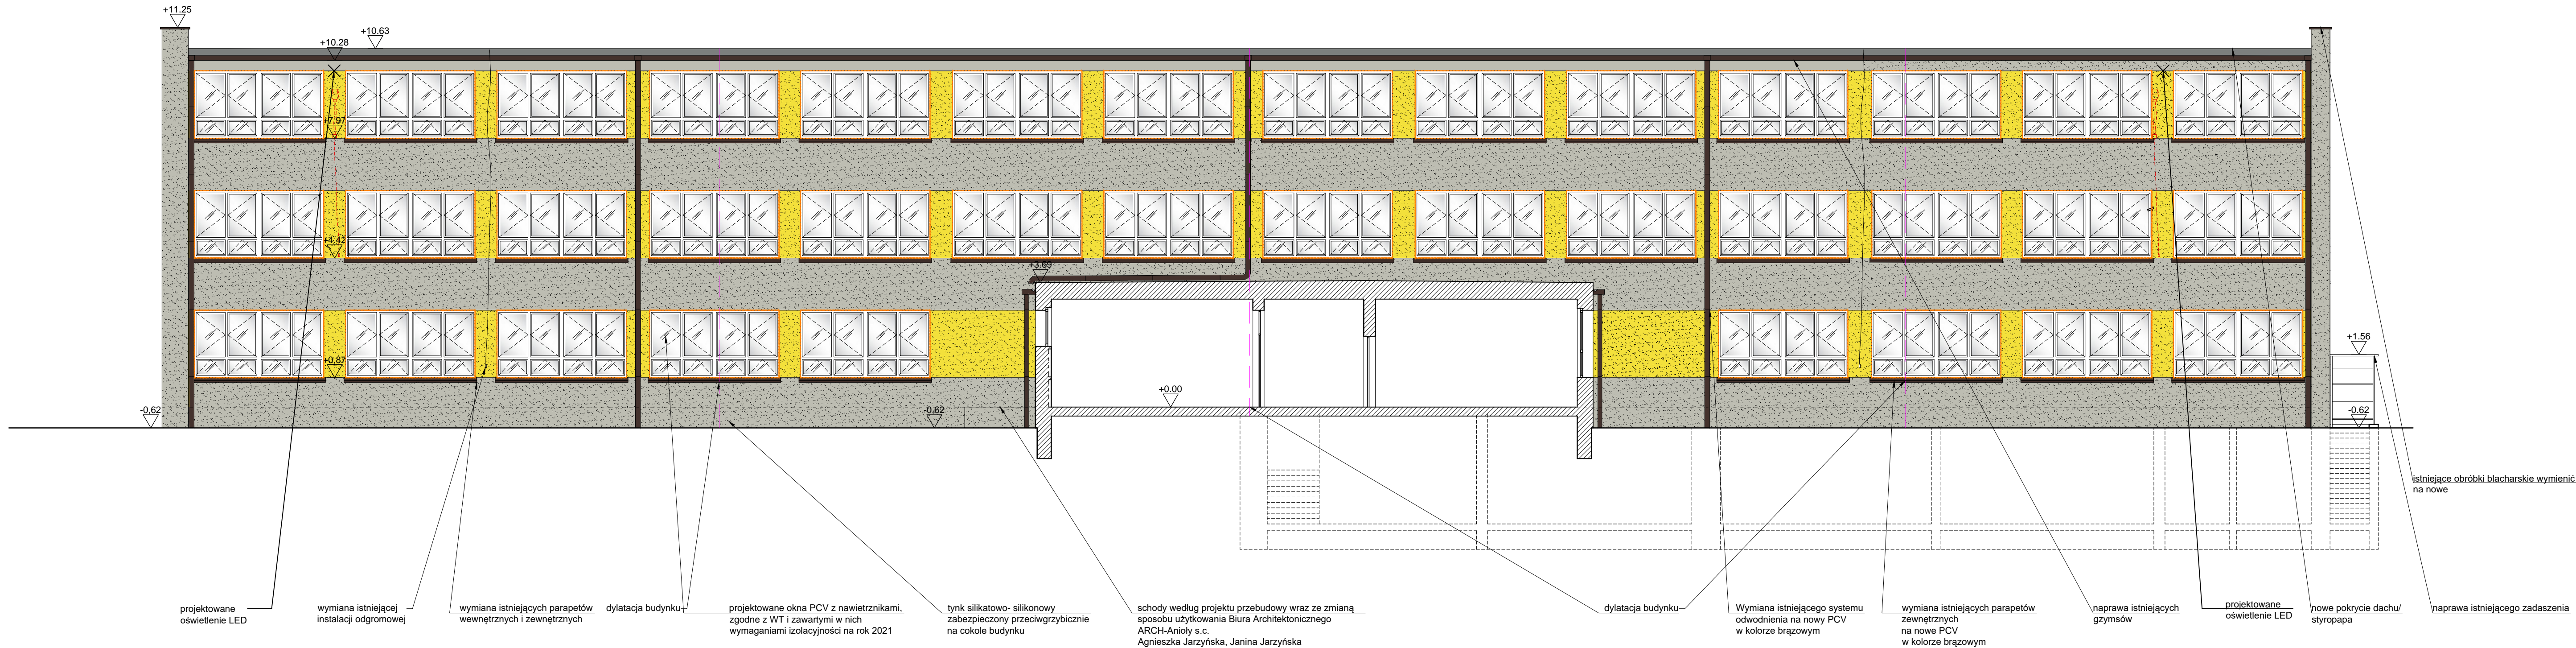 +11.25
+10.63
+10.28
+7.97
+4.42
+3.69
+1.56
+0.87
+0.00
-0.62
-0.62
-0.62
istniejące obróbki blacharskie wymienić
na nowe
projektowane
oświetlenie LED
wymiana istniejącej
instalacji odgromowej
wymiana istniejących parapetów
wewnętrznych i zewnętrznych
dylatacja budynku
projektowane okna PCV z nawietrznikami,
zgodne z WT i zawartymi w nich
wymaganiami izolacyjności na rok 2021
tynk silikatowo- silikonowy
zabezpieczony przeciwgrzybicznie
na cokole budynku
schody według projektu przebudowy wraz ze zmianą
sposobu użytkowania Biura Architektonicznego
ARCH-Anioły s.c.
Agnieszka Jarzyńska, Janina Jarzyńska
dylatacja budynku
Wymiana istniejącego systemu
odwodnienia na nowy PCV
w kolorze brązowym
wymiana istniejących parapetów
zewnętrznych
na nowe PCV
w kolorze brązowym
naprawa istniejących
gzymsów
projektowane
oświetlenie LED
nowe pokrycie dachu/
styropapa
naprawa istniejącego zadaszenia